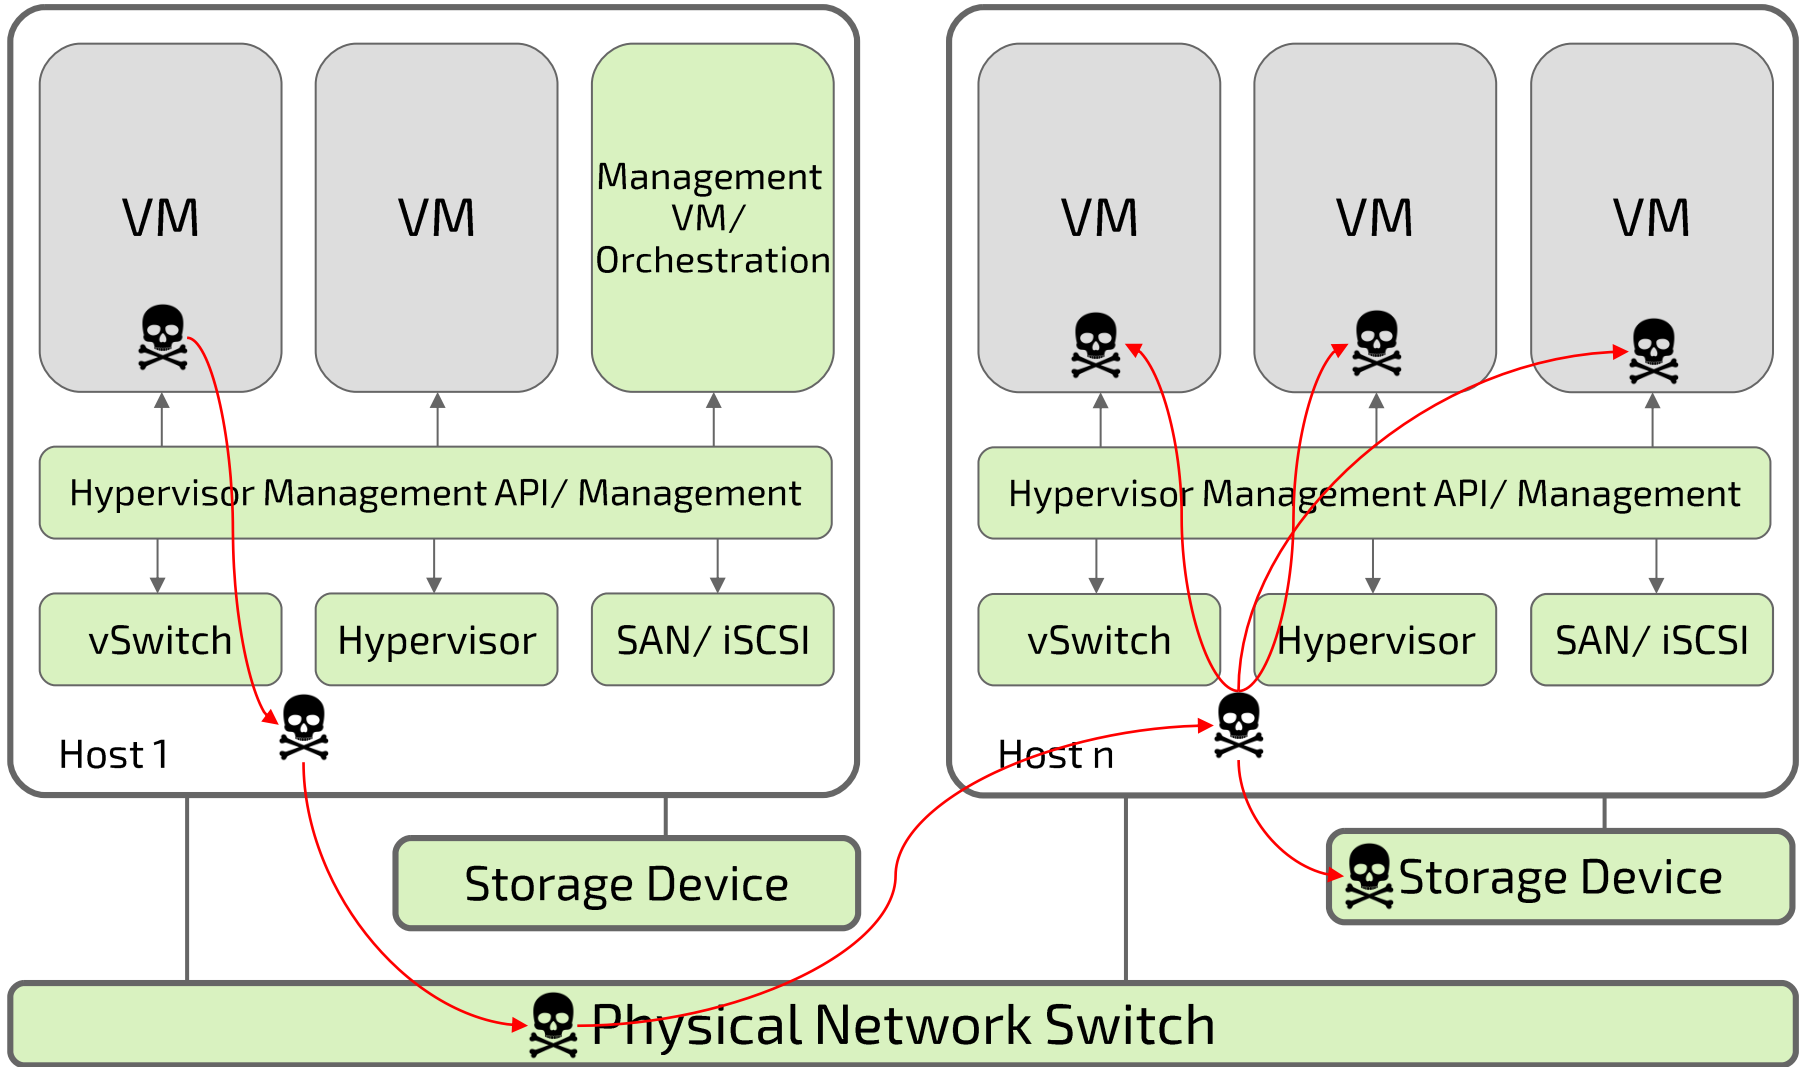 VM
VM
Management
VM/
Orchestration
Hypervisor Management API/ Management
vSwitch
Hypervisor
SAN/ iSCSI
Host 1
VM
VM
VM
Hypervisor Management API/ Management
vSwitch
Hypervisor
SAN/ iSCSI
Host n
Storage Device
Storage Device
Physical Network Switch